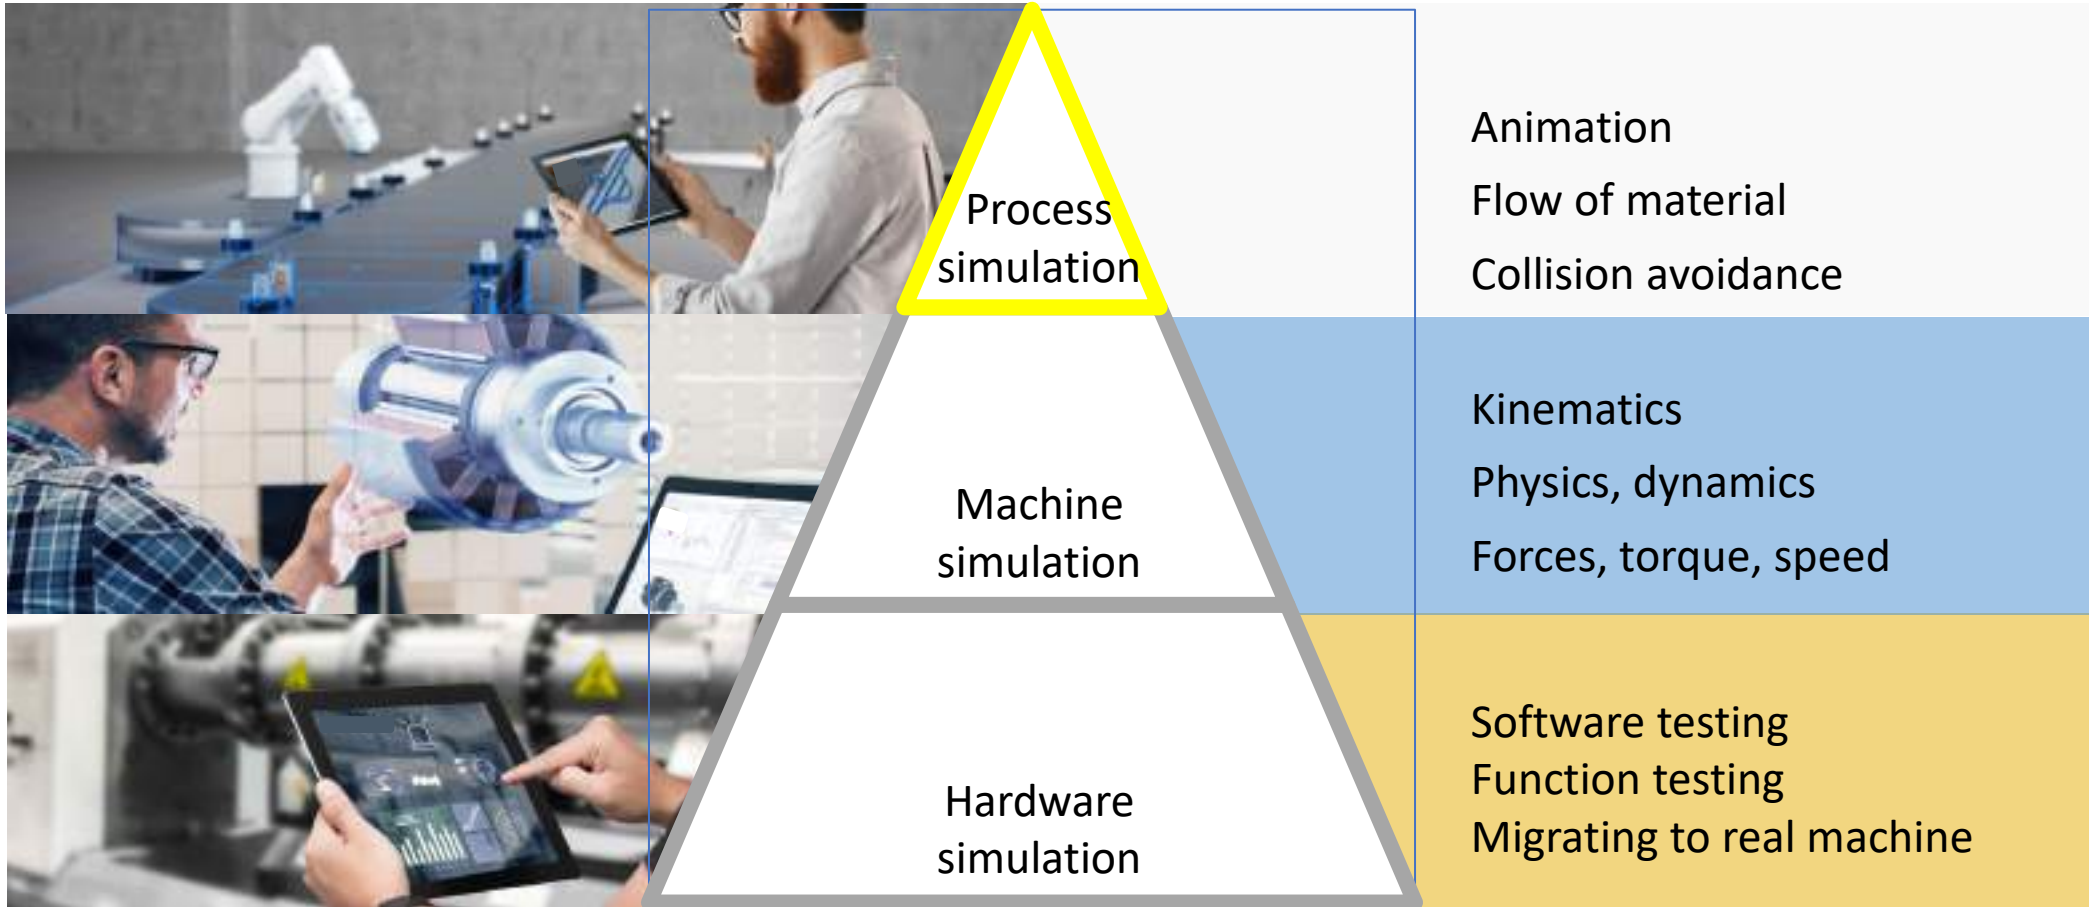 Process
simulation
Animation
Flow of material
Collision avoidance
Machine
simulation
Kinematics
Physics, dynamics
Forces, torque, speed
Hardware
simulation
Software testing
Function testing
Migrating to real machine